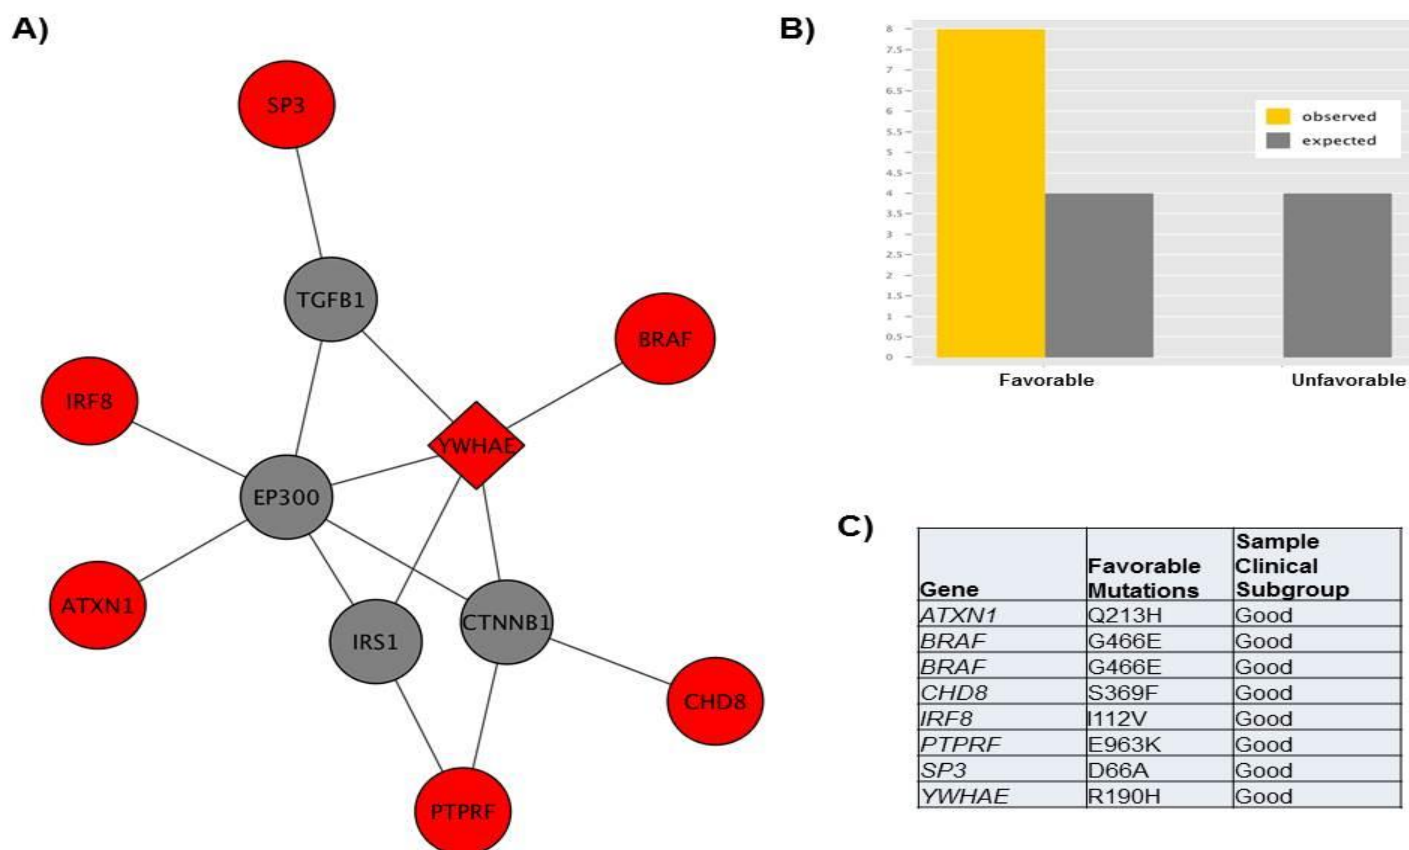 A)
SP3
TGFB1
BRAF
IRF8
YWHAE
EP300
ATXN1
IRS1
CTNNB1
CHD8
PTPRF
B)
8
7.5
7
6.5
6
5.5
5
4.5
4
3.5
3
2.5
2
1.5
1
0.5
0
observed
expected
Favorable Unfavorable
C)
Gene Favorable Mutations Sample Clinical Subgroup
ATXN1 Q213H Good
BRAF G466E Good
BRAF G466E Good
CHD8 S369F Good
IRF8 I112V Good
PTPRF E963K Good
SP3 D66A Good
YWHAE R190H Good